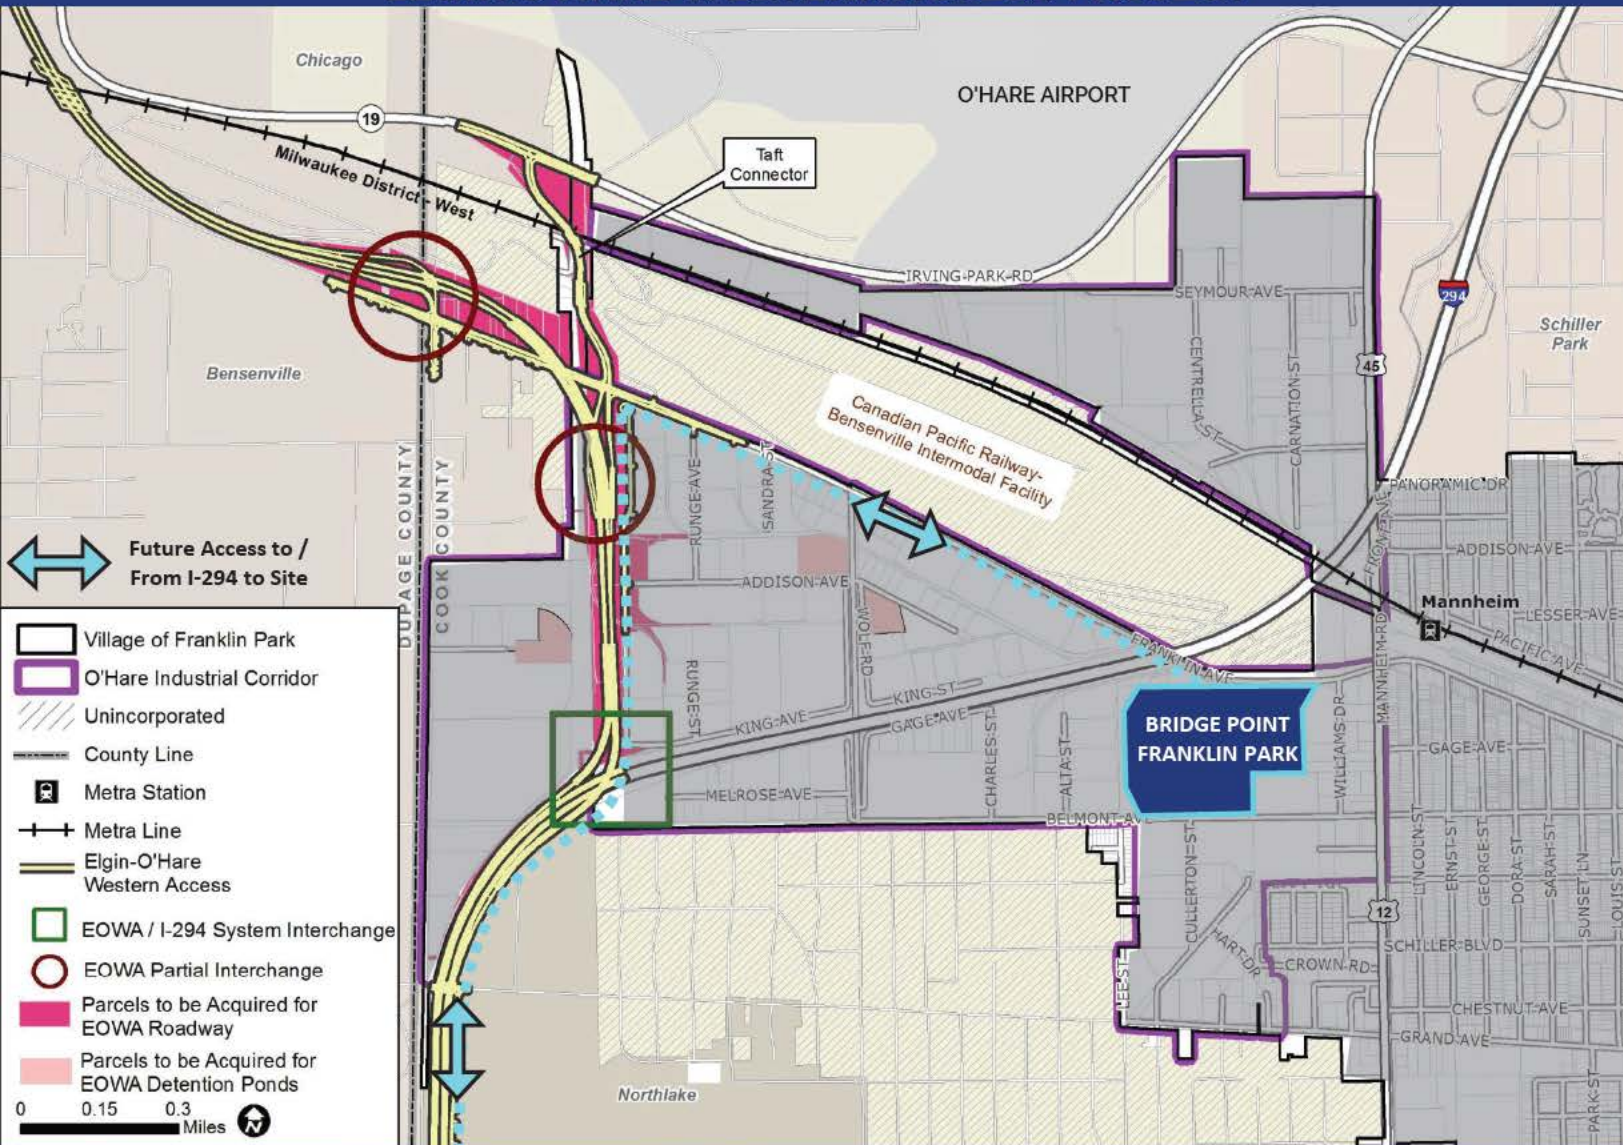 Chicago
O'HARE AIRPORT
19
Taft
Connector
Milwaukee District - West
IRVING PARK RD
SEYMOUR AVE
294
Schiller
Park
45
Bensenville
CENTRELLA ST
CARNATION ST
Canadian Pacific Railway-
Bensenville Intermodal Facility
DUPAGE COUNTY
COOK COUNTY
RUNGE AVE
SANDRA ST
PANORAMIC DR
FRONT AVE
ADDISON AVE
ADDISON AVE
Future Access to /
From I-294 to Site
Mannheim
LESSER AVE
PACIFIC AVE
WOLF RD
FRANKLIN AVE
MANNHEIM RD
RUNGE ST
KING ST
KING AVE
GAGE AVE
CHARLES ST
ALTA ST
BRIDGE POINT
FRANKLIN PARK
WILLIAMS DR
GAGE AVE
MELROSE AVE
BELMONT AVE
CULLERTON ST
LINCOLN ST
ERNST ST
GEORGE ST
DORA ST
SARAH ST
SUNSET LN
LOUIS ST
12
HART DR
SCHILLER BLVD
CROWN RD
LEE ST
CHESTNUT AVE
GRAND AVE
PARK ST
Northlake
Village of Franklin Park
O'Hare Industrial Corridor
Unincorporated
County Line
Metra Station
Metra Line
Elgin-O'Hare
Western Access
EOWA / I-294 System Interchange
EOWA Partial Interchange
Parcels to be Acquired for
EOWA Roadway
Parcels to be Acquired for
EOWA Detention Ponds
0 0.15 0.3
Miles
N